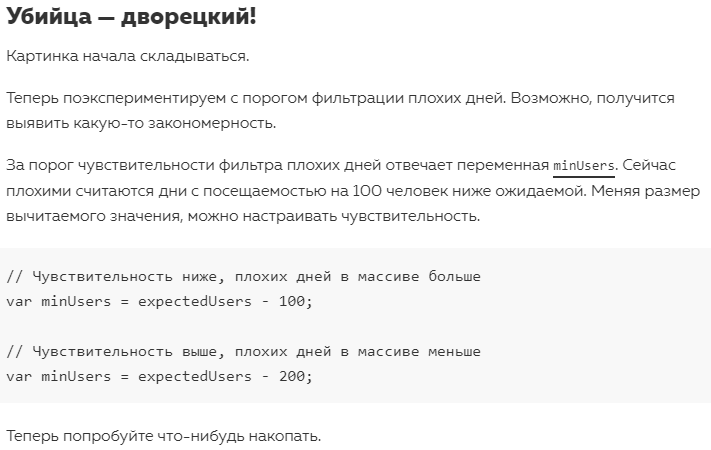 Убийца — дворецкий!
Картинка начала складываться.
Теперь поэкспериментируем с порогом фильтрации плохих дней. Возможно, получится
выявить какую-то закономерность.
За порог чувствительности фильтра плохих дней отвечает переменная minUsers. Сейчас
плохими считаются дни с посещаемостью на 100 человек ниже ожидаемой. Меняя размер
вычитаемого значения, можно настраивать чувствительность.
// Чувствительность ниже, плохих дней в массиве больше
var minUsers = expectedUsers - 100;
// Чувствительность выше, плохих дней в массиве меньше
var minUsers = expectedUsers - 200;
Теперь попробуйте что-нибудь накопать.